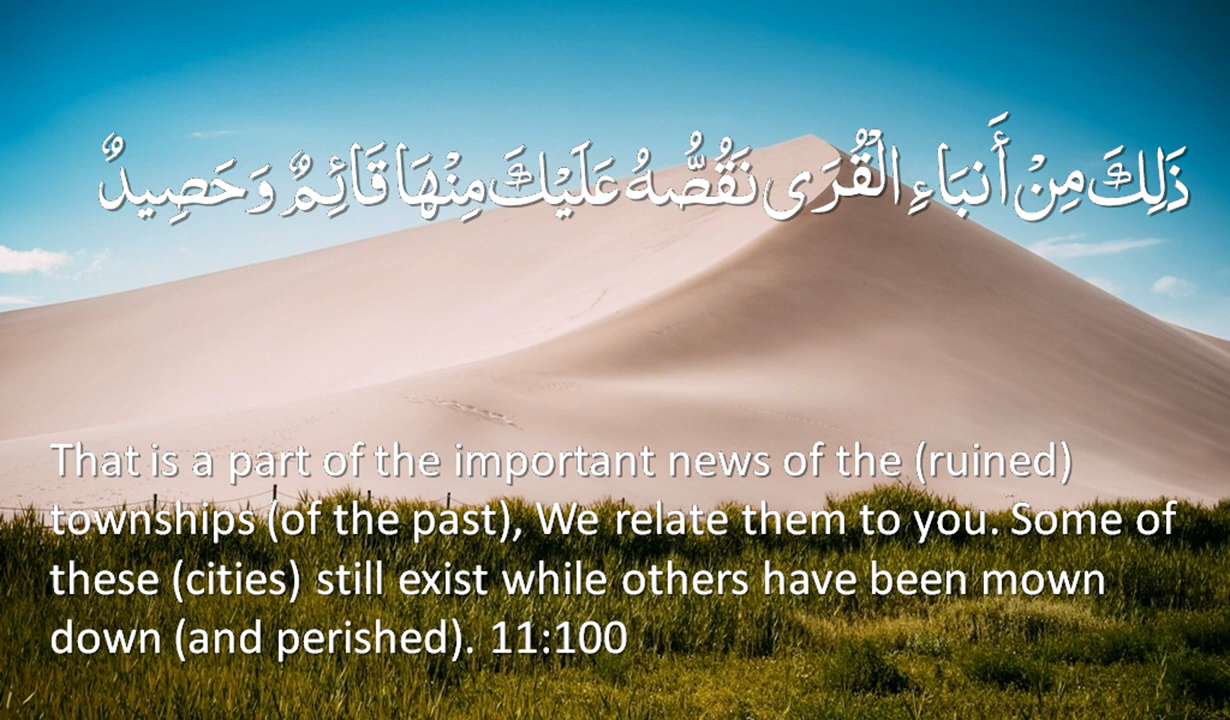 ذَلِكَ مِنْ أَنبَاءِ الْقُرَى نَقُصُّهُ عَلَيْكَ مِنْهَا قَائِمٌ وَحَصِيدٌ
That is a part of the important news of the (ruined)
townships (of the past), We relate them to you. Some of
these (cities) still exist while others have been mown
down (and perished). 11:100